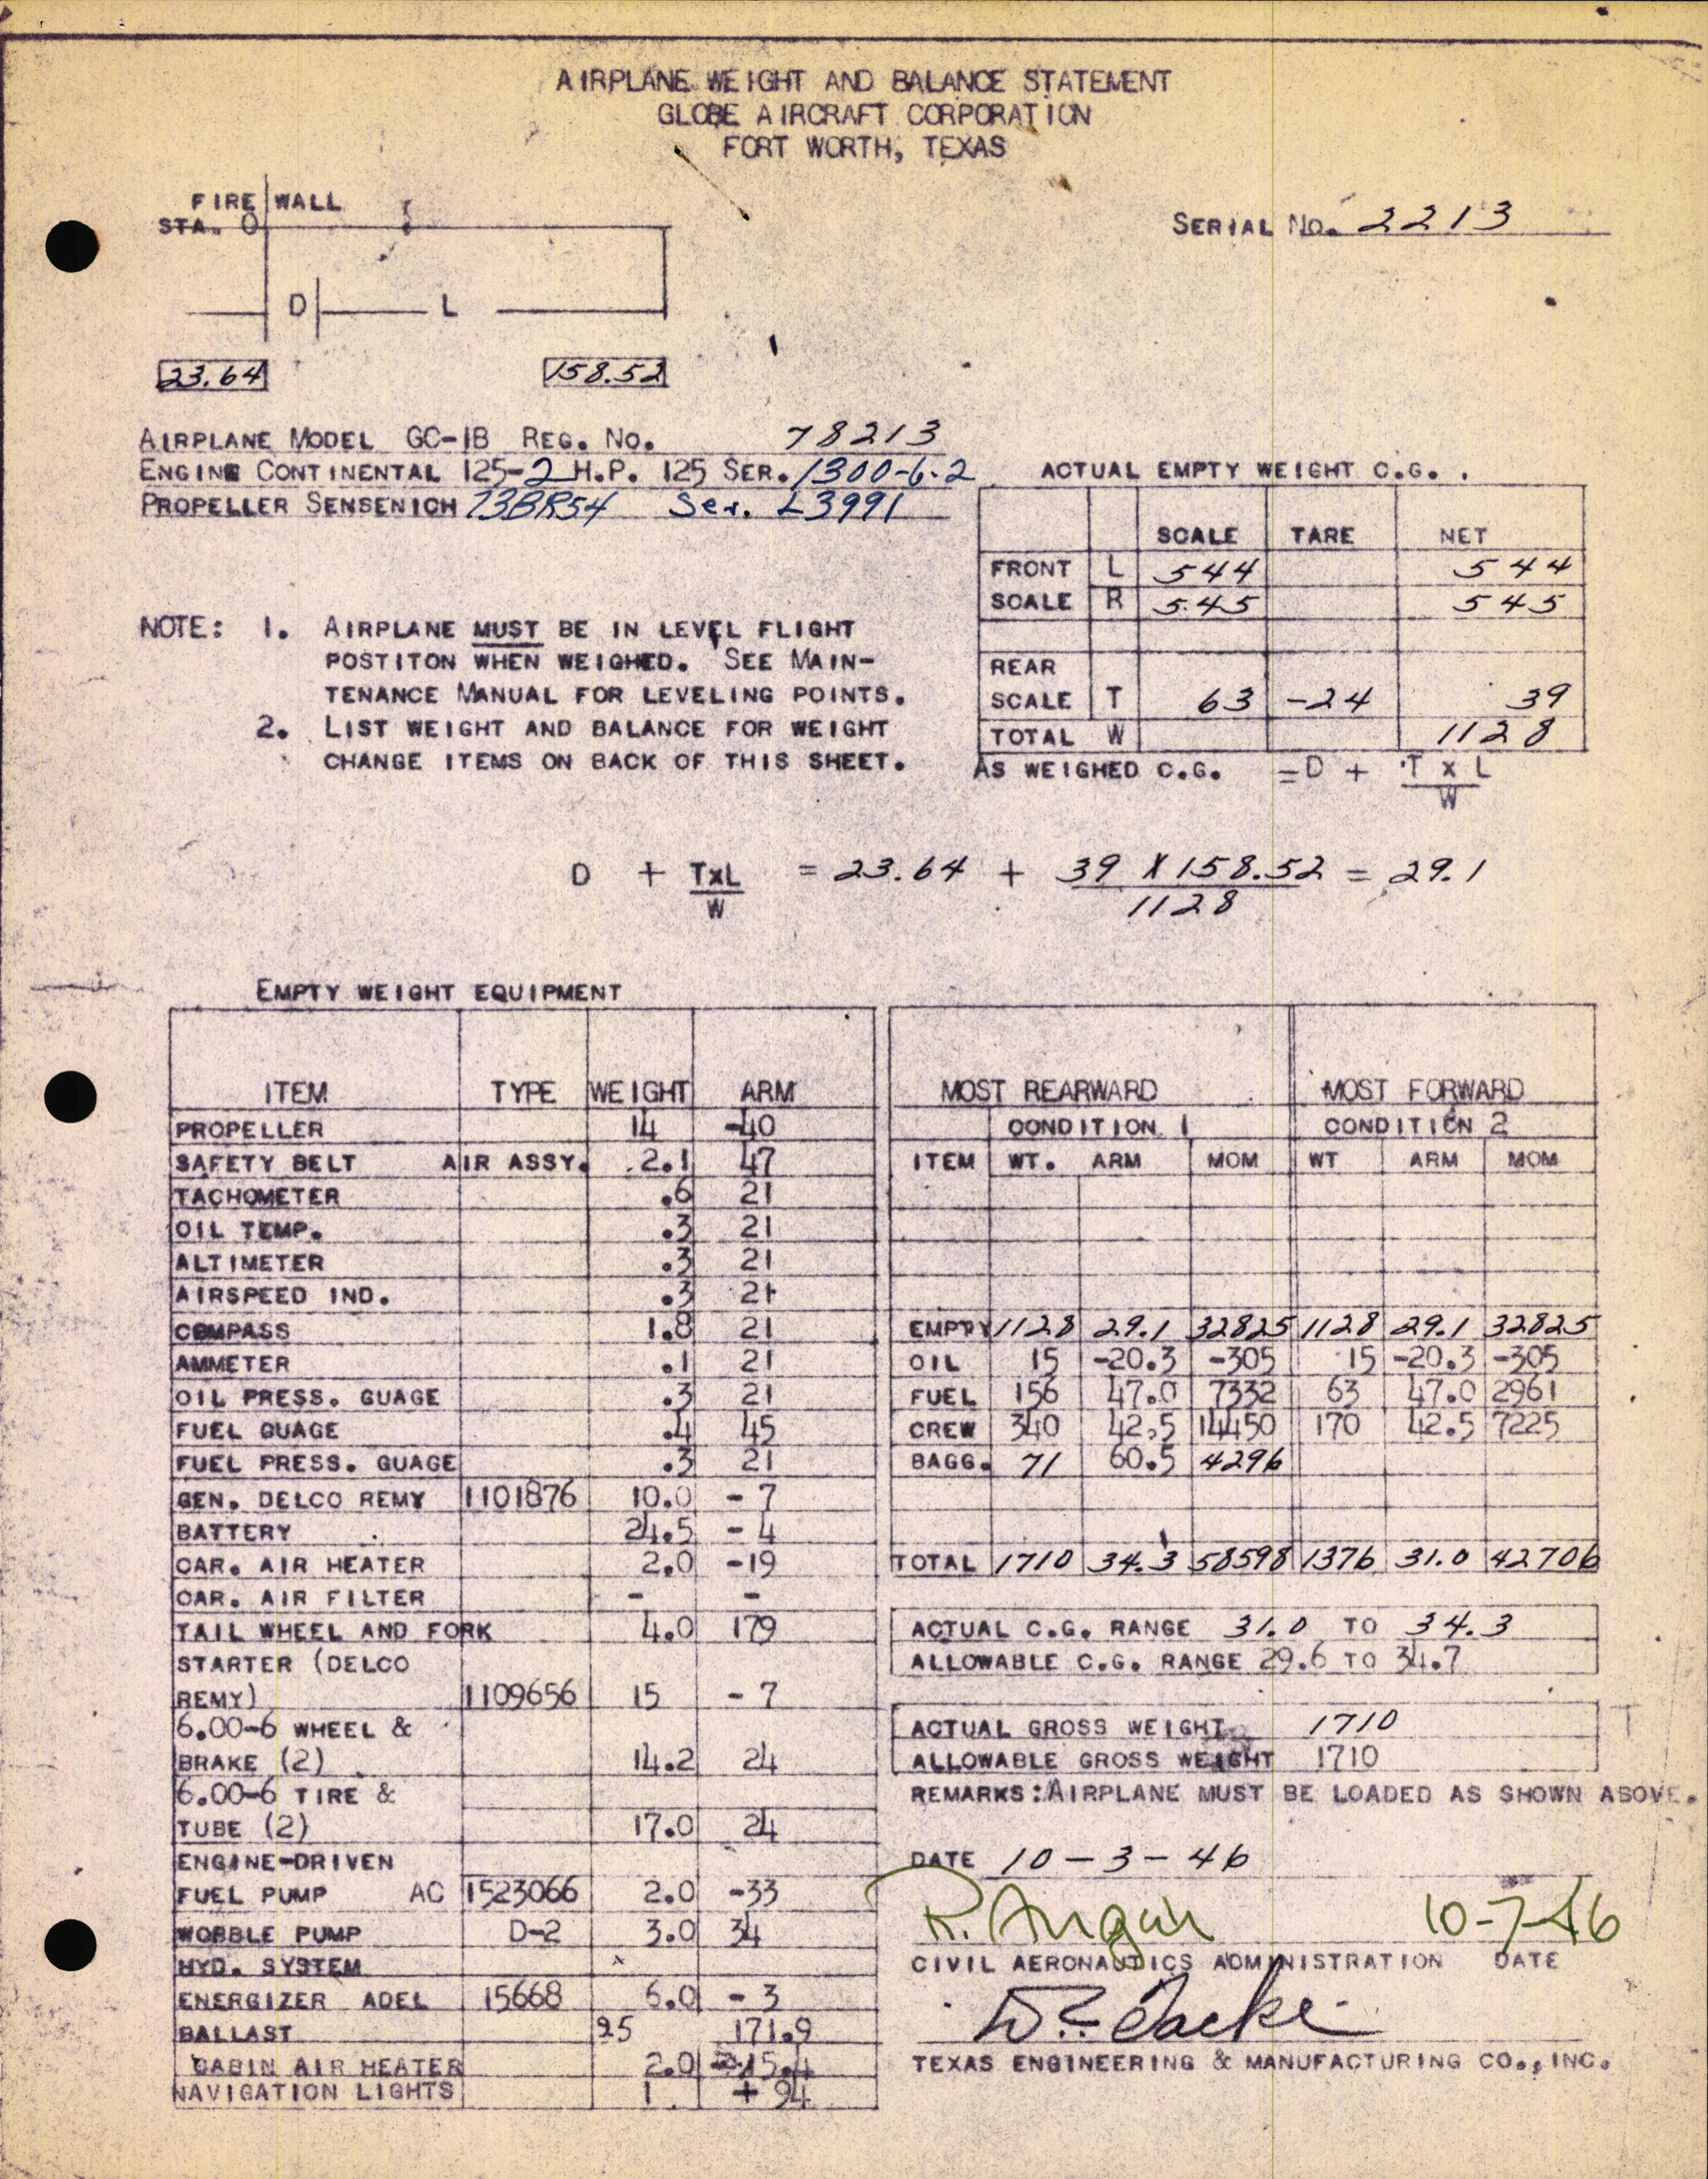 AIRPLANE WEIGHT AND BALANCE STATEMENT
GLOBE AIRCRAFT CORPORATION
FORT WORTH, TEXAS
FIRE WALL
STA. 0
SERIAL NO. 2213
D L
23.64 158.52
AIRPLANE MODEL GC-1B REG. NO. 78213
ENGINE CONTINENTAL 125-2 H.P. 125 SER. 1300-6-2
PROPELLER SENSENICH 73BR54 Ser. L3991
ACTUAL EMPTY WEIGHT C.G.
SCALE TARE NET
FRONT L 544 544
SCALE R 545 545
REAR
SCALE T 63 -24 39
TOTAL W 1128
AS WEIGHED C.G. = D + T x L
W
NOTE: 1. AIRPLANE MUST BE IN LEVEL FLIGHT
POSTITON WHEN WEIGHED. SEE MAIN-
TENANCE MANUAL FOR LEVELING POINTS.
2. LIST WEIGHT AND BALANCE FOR WEIGHT
CHANGE ITEMS ON BACK OF THIS SHEET.
D + TxL = 23.64 + 39 X 158.52 = 29.1
W 1128
EMPTY WEIGHT EQUIPMENT
ITEM TYPE WEIGHT ARM
PROPELLER 14 -40
SAFETY BELT AIR ASSY. 2.1 47
TACHOMETER .6 21
OIL TEMP. .3 21
ALTIMETER .3 21
AIRSPEED IND. .3 21
COMPASS 1.8 21
AMMETER .1 21
OIL PRESS. GUAGE .3 21
FUEL GUAGE .4 45
FUEL PRESS. GUAGE .3 21
GEN. DELCO REMY 1101876 10.0 - 7
BATTERY 24.5 - 4
CAR. AIR HEATER 2.0 -19
CAR. AIR FILTER - -
TAIL WHEEL AND FORK 4.0 179
STARTER (DELCO
REMY) 1109656 15 - 7
6.00-6 WHEEL &
BRAKE (2) 14.2 24
6.00-6 TIRE &
TUBE (2) 17.0 24
ENGINE-DRIVEN
FUEL PUMP AC 1523066 2.0 -33
WOBBLE PUMP D-2 3.0 34
HYD. SYSTEM
ENERGIZER ADEL 15668 6.0 - 3
BALLAST 25 171.9
CABIN AIR HEATER 2.0 15.4
NAVIGATION LIGHTS 1 + 94
MOST REARWARD MOST FORWARD
CONDITION 1 CONDITION 2
ITEM WT. ARM MOM WT ARM MOM
EMPTY 1128 29.1 32825 1128 29.1 32825
OIL 15 -20.3 -305 15 -20.3 -305
FUEL 156 47.0 7332 63 47.0 2961
CREW 340 42.5 14450 170 42.5 7225
BAGG. 71 60.5 4296
TOTAL 1710 34.3 58598 1376 31.0 42706
ACTUAL C.G. RANGE 31.0 TO 34.3
ALLOWABLE C.G. RANGE 29.6 TO 34.7
ACTUAL GROSS WEIGHT 1710
ALLOWABLE GROSS WEIGHT 1710
REMARKS: AIRPLANE MUST BE LOADED AS SHOWN ABOVE.
DATE 10-3-46
10-7-46
CIVIL AERONAUTICS ADMINISTRATION DATE
TEXAS ENGINEERING & MANUFACTURING CO., INC.